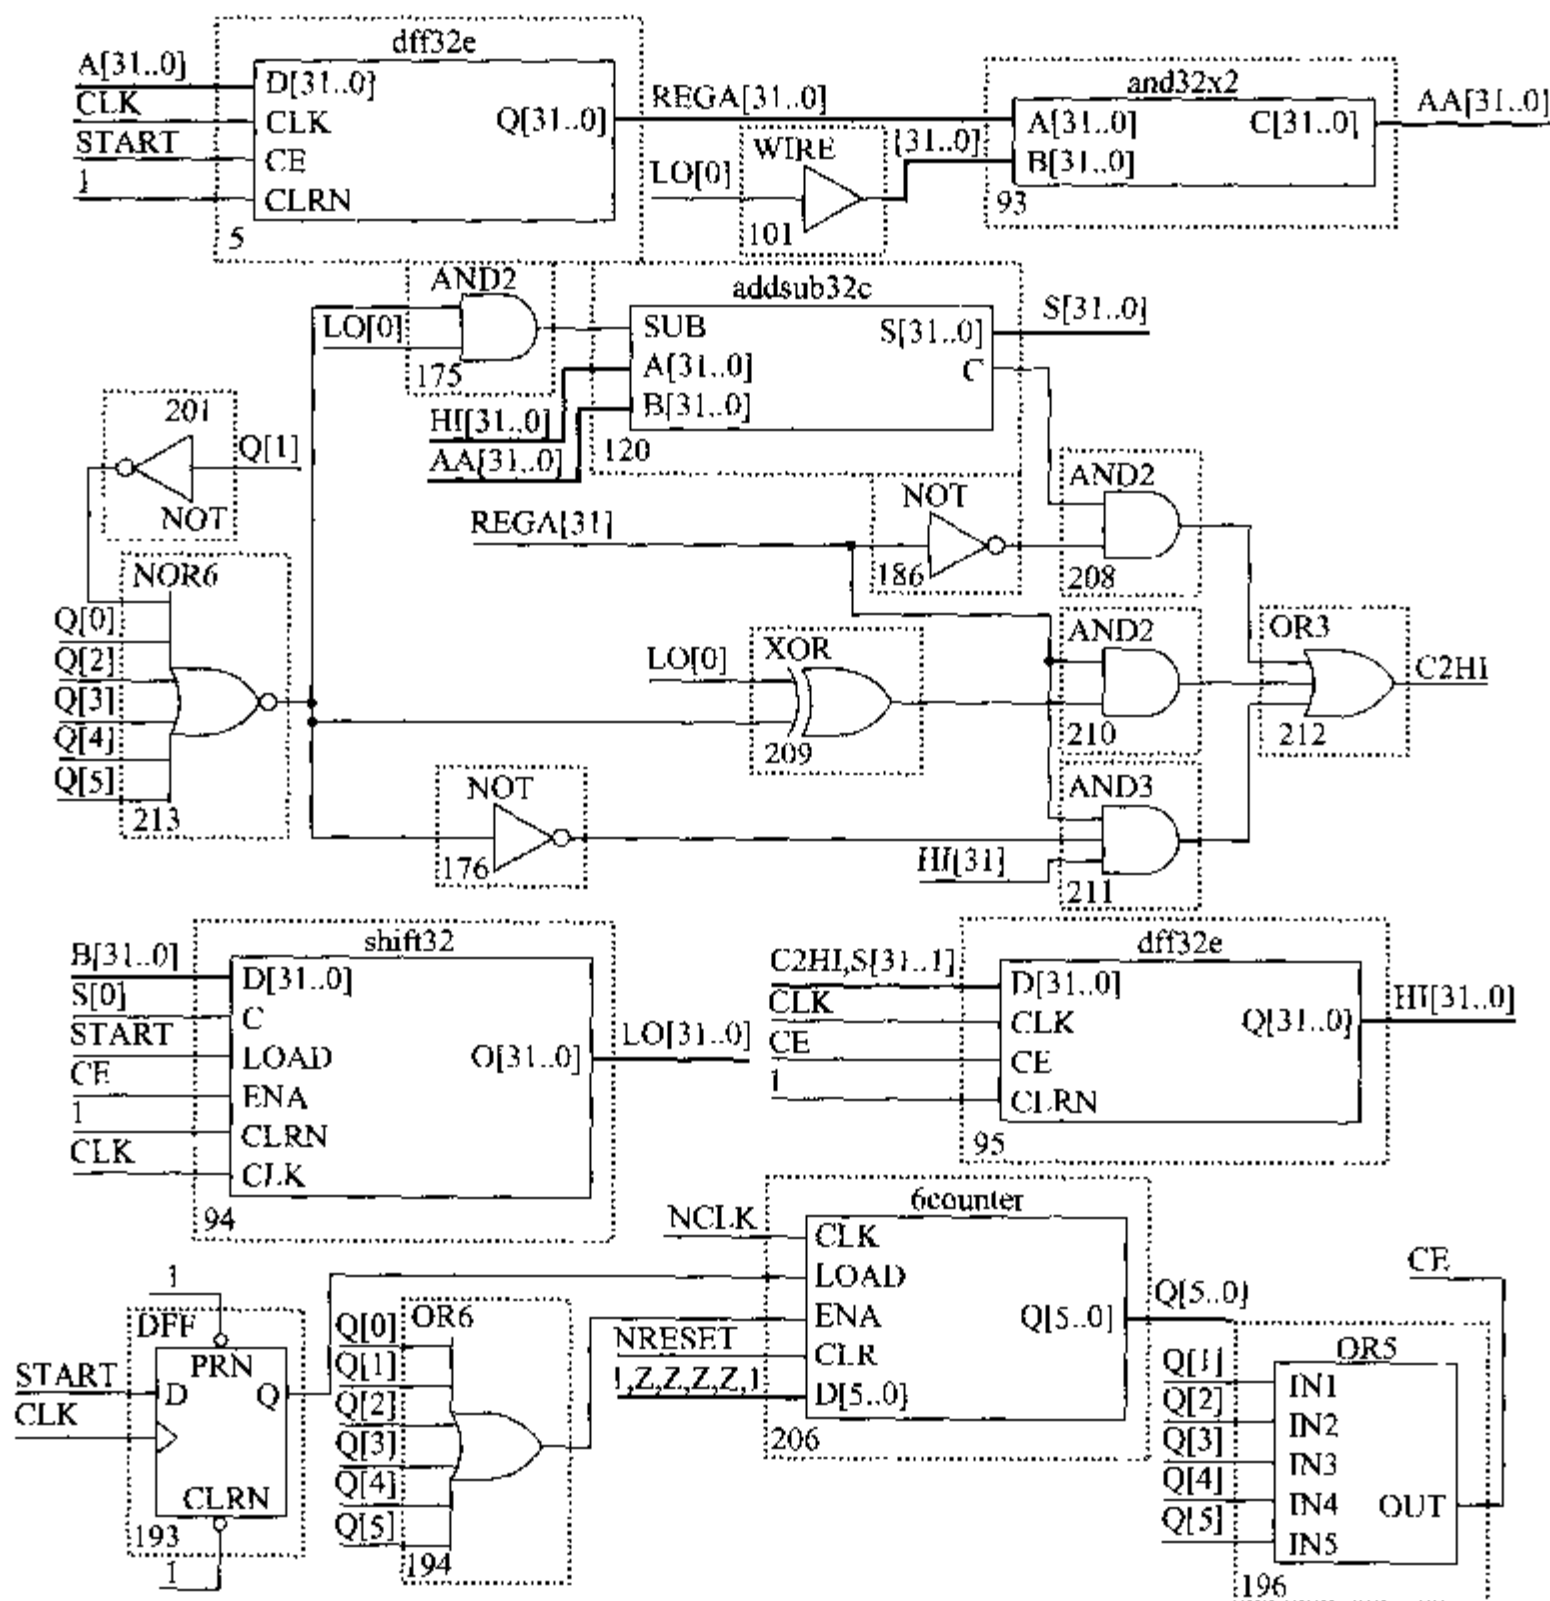 dff32e
A[31..0]
CLK
START
1
D[31..0]
CLK
CE
CLRN
Q[31..0]
5
REGA[31..0]
LO[0]
WIRE
101
[31..0]
and32x2
A[31..0]
B[31..0]
C[31..0]
93
AA[31..0]
AND2
LO[0]
175
addsub32c
SUB
A[31..0]
B[31..0]
S[31..0]
C
120
S[31..0]
HI[31..0]
AA[31..0]
201
NOT
Q[1]
REGA[31]
NOT
186
AND2
208
NOR6
Q[0]
Q[2]
Q[3]
Q[4]
Q[5]
213
LO[0]
XOR
209
AND2
210
OR3
212
C2HI
NOT
176
HI[31]
AND3
211
shift32
B[31..0]
S[0]
START
CE
1
CLK
D[31..0]
C
LOAD
ENA
CLRN
CLK
O[31..0]
94
LO[31..0]
dff32e
C2HI,S[31..1]
CLK
CE
1
D[31..0]
CLK
CE
CLRN
Q[31..0]
95
HI[31..0]
6counter
NCLK
NRESET
1,Z,Z,Z,Z,1
CLK
LOAD
ENA
CLR
D[5..0]
Q[5..0]
206
Q[5..0]
1
DFF
START
CLK
PRN
D
Q
CLRN
193
1
OR6
Q[0]
Q[1]
Q[2]
Q[3]
Q[4]
Q[5]
194
CE
OR5
Q[1]
Q[2]
Q[3]
Q[4]
Q[5]
IN1
IN2
IN3
IN4
IN5
OUT
196